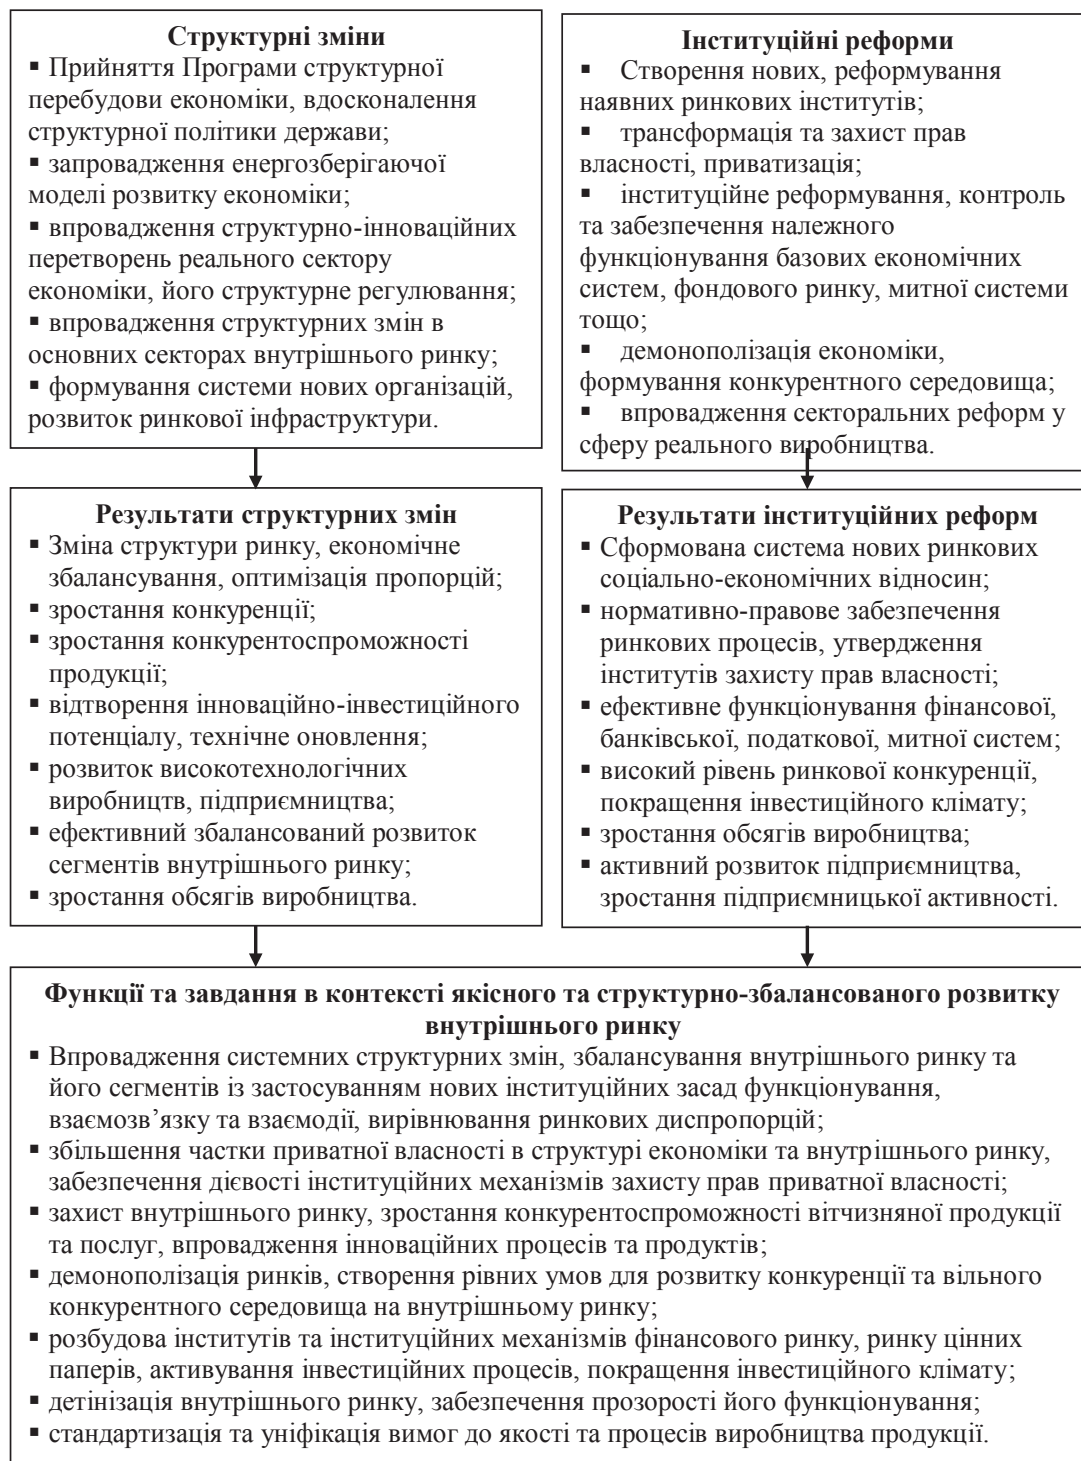 Структурні зміни
▪ Прийняття Програми структурної
перебудови економіки, вдосконалення
структурної політики держави;
▪ запровадження енергозберігаючої
моделі розвитку економіки;
▪ впровадження структурно-інноваційних
перетворень реального сектору
економіки, його структурне регулювання;
▪ впровадження структурних змін в
основних секторах внутрішнього ринку;
▪ формування системи нових організацій,
розвиток ринкової інфраструктури.
Інституційні реформи
▪ Створення нових, реформування
наявних ринкових інститутів;
▪ трансформація та захист прав
власності, приватизація;
▪ інституційне реформування, контроль
та забезпечення належного
функціонування базових економічних
систем, фондового ринку, митної системи
тощо;
▪ демонополізація економіки,
формування конкурентного середовища;
▪ впровадження секторальних реформ у
сферу реального виробництва.
Результати структурних змін
▪ Зміна структури ринку, економічне
збалансування, оптимізація пропорцій;
▪ зростання конкуренції;
▪ зростання конкурентоспроможності
продукції;
▪ відтворення інноваційно-інвестиційного
потенціалу, технічне оновлення;
▪ розвиток високотехнологічних
виробництв, підприємництва;
▪ ефективний збалансований розвиток
сегментів внутрішнього ринку;
▪ зростання обсягів виробництва.
Результати інституційних реформ
▪ Сформована система нових ринкових
соціально-економічних відносин;
▪ нормативно-правове забезпечення
ринкових процесів, утвердження
інститутів захисту прав власності;
▪ ефективне функціонування фінансової,
банківської, податкової, митної систем;
▪ високий рівень ринкової конкуренції,
покращення інвестиційного клімату;
▪ зростання обсягів виробництва;
▪ активний розвиток підприємництва,
зростання підприємницької активності.
Функції та завдання в контексті якісного та структурно-збалансованого розвитку
внутрішнього ринку
▪ Впровадження системних структурних змін, збалансування внутрішнього ринку та
його сегментів із застосуванням нових інституційних засад функціонування,
взаємозв’язку та взаємодії, вирівнювання ринкових диспропорцій;
▪ збільшення частки приватної власності в структурі економіки та внутрішнього ринку,
забезпечення дієвості інституційних механізмів захисту прав приватної власності;
▪ захист внутрішнього ринку, зростання конкурентоспроможності вітчизняної продукції
та послуг, впровадження інноваційних процесів та продуктів;
▪ демонополізація ринків, створення рівних умов для розвитку конкуренції та вільного
конкурентного середовища на внутрішньому ринку;
▪ розбудова інститутів та інституційних механізмів фінансового ринку, ринку цінних
паперів, активування інвестиційних процесів, покращення інвестиційного клімату;
▪ детінізація внутрішнього ринку, забезпечення прозорості його функціонування;
▪ стандартизація та уніфікація вимог до якості та процесів виробництва продукції.